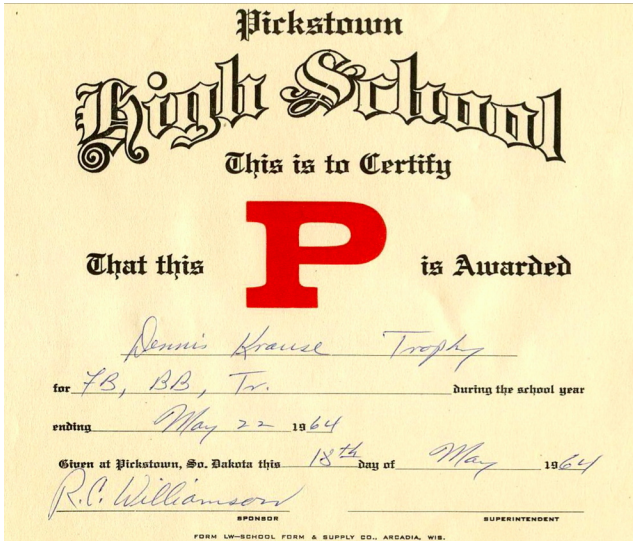 Pickstown
High School
This is to Certify
That this P is Awarded
Dennis Krause Trophy
for FB, BB, Tr. during the school year
ending May 22 1964
Given at Pickstown, So. Dakota this 18th day of May 1964
R.C. Williamson
SPONSOR SUPERINTENDENT
FORM LW—SCHOOL FORM & SUPPLY CO., ARCADIA, WIS.